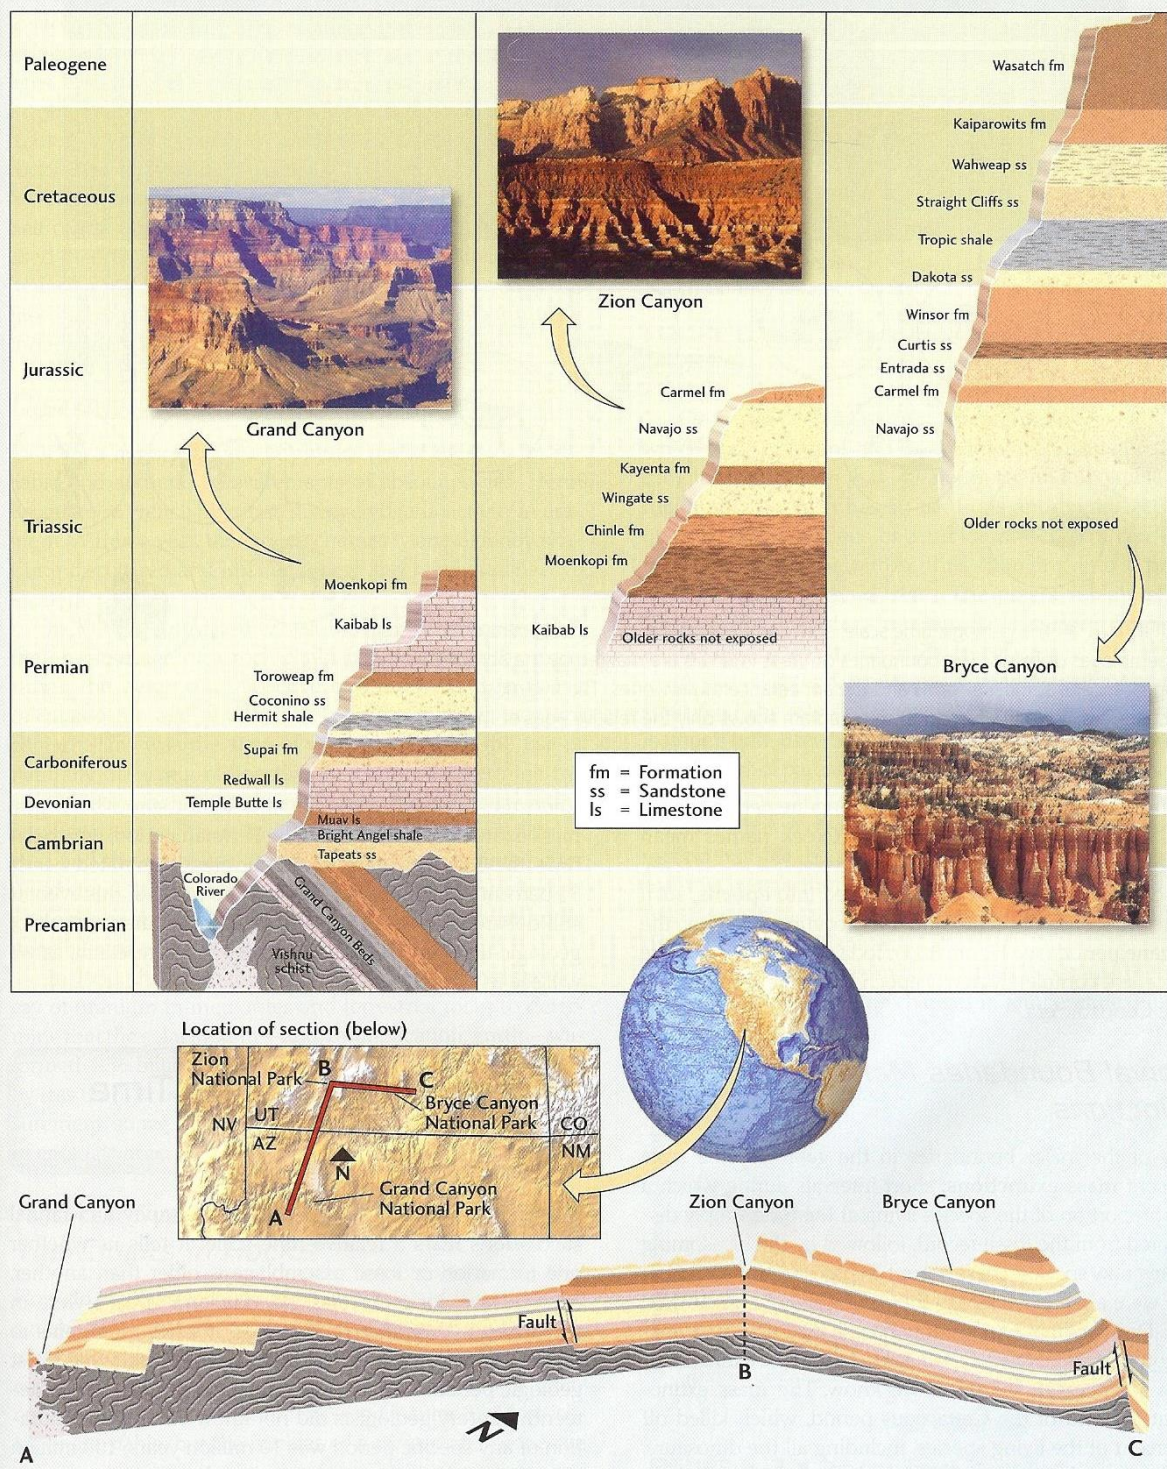 Paleogene
Cretaceous
Jurassic
Triassic
Permian
Carboniferous
Devonian
Cambrian
Precambrian
Grand Canyon
Moenkopi fm
Kaibab ls
Toroweap fm
Coconino ss
Hermit shale
Supai fm
Redwall ls
Temple Butte ls
Muav ls
Bright Angel shale
Tapeats ss
Colorado
River
Grand Canyon Beds
Vishnu
schist
Zion Canyon
Carmel fm
Navajo ss
Kayenta fm
Wingate ss
Chinle fm
Moenkopi fm
Kaibab ls
Older rocks not exposed
fm = Formation
ss = Sandstone
ls = Limestone
Wasatch fm
Kaiparowits fm
Wahweap ss
Straight Cliffs ss
Tropic shale
Dakota ss
Winsor fm
Curtis ss
Entrada ss
Carmel fm
Navajo ss
Older rocks not exposed
Bryce Canyon
Location of section (below)
Zion
National Park
B
C
Bryce Canyon
National Park
NV
UT
AZ
CO
NM
N
Grand Canyon
National Park
A
Grand Canyon
Zion Canyon
Bryce Canyon
Fault
Fault
B
N
A
C